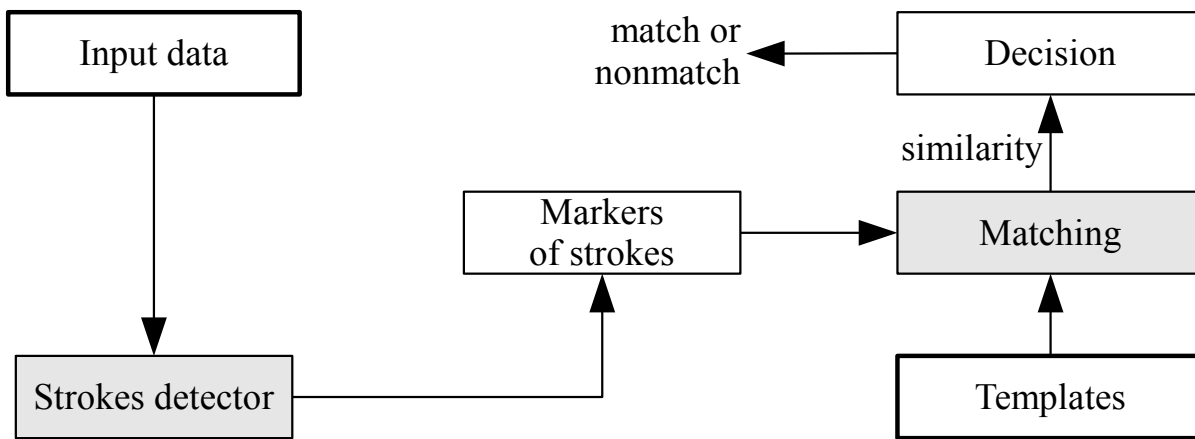 Input data
match or
nonmatch
Decision
similarity
Markers
of strokes
Matching
Strokes detector
Templates